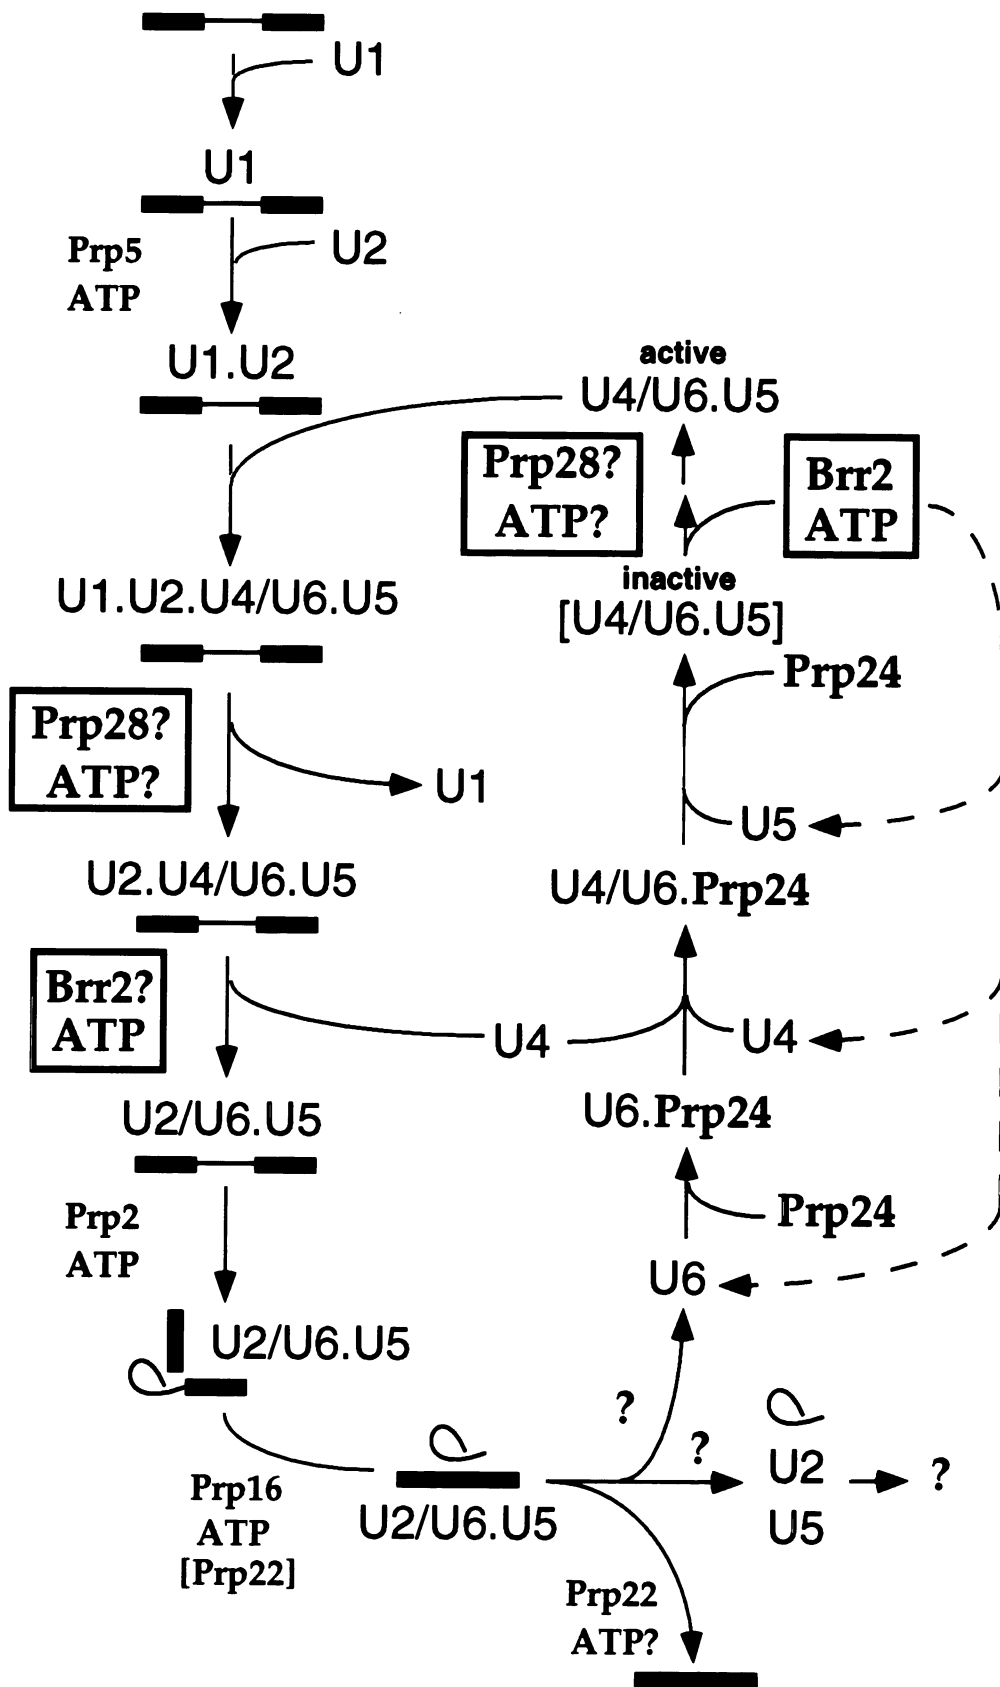 U1
U1
Prp5
ATP
U2
U1.U2
active
U4/U6.U5
Prp28?
ATP?
Brr2
ATP
inactive
[U4/U6.U5]
U1.U2.U4/U6.U5
Prp24
Prp28?
ATP?
U1
U5
U2.U4/U6.U5
U4/U6.Prp24
Brr2?
ATP
U4
U4
U2/U6.U5
U6.Prp24
Prp2
ATP
Prp24
U6
U2/U6.U5
?
?
U2
U5
?
Prp16
ATP
[Prp22]
U2/U6.U5
Prp22
ATP?